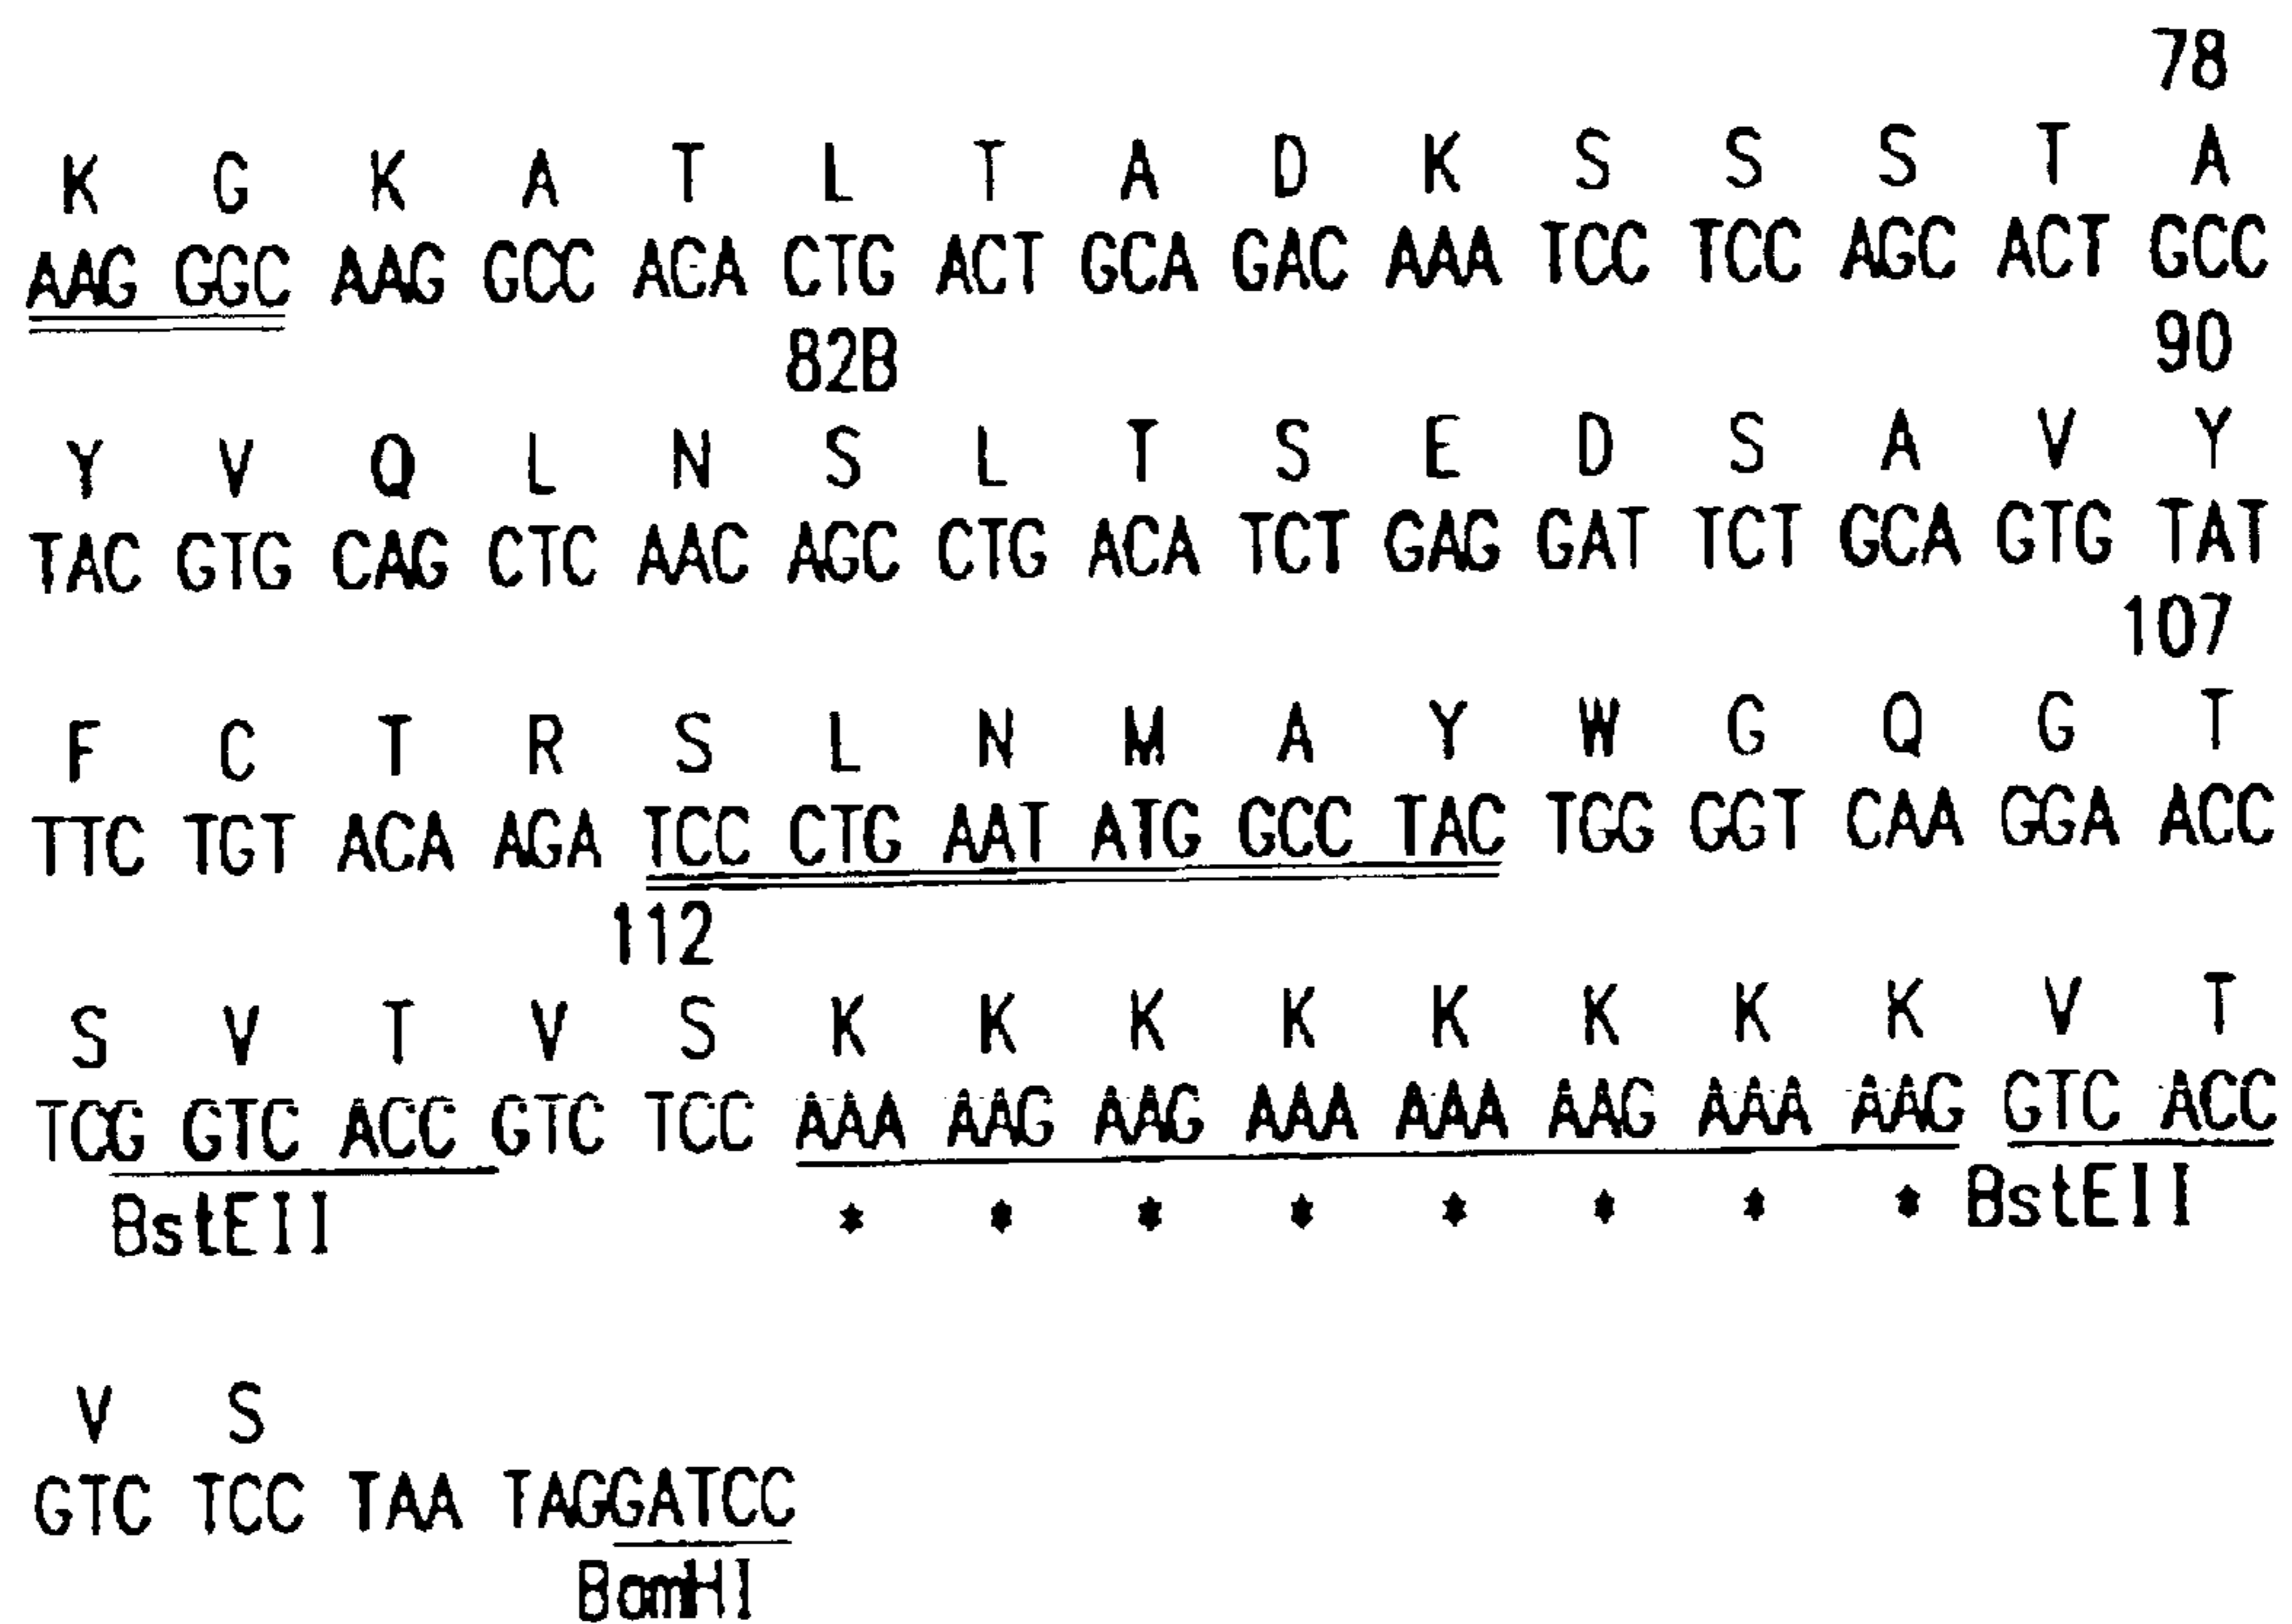 78
K G K A T L T A D K S S S T A
AAG GGC AAG GCC ACA CTG ACT GCA GAC AAA TCC TCC AGC ACT GCC
82B 90
Y V Q L N S L T S E D S A V Y
TAC GTG CAG CTC AAC AGC CTG ACA TCT GAG GAT TCT GCA GTG TAT
107
F C T R S L N M A Y W G Q G T
TTC TGT ACA AGA TCC CTG AAT ATG GCC TAC TGG GGT CAA GGA ACC
112
S V T V S K K K K K K K K V T
TCG GTC ACC GTC TCC AAA AAG AAG AAA AAA AAG AAA AAG GTC ACC
BstEII * * * * * * * * BstEII
V S
GTC TCC TAA TAGGATCC
BamHI